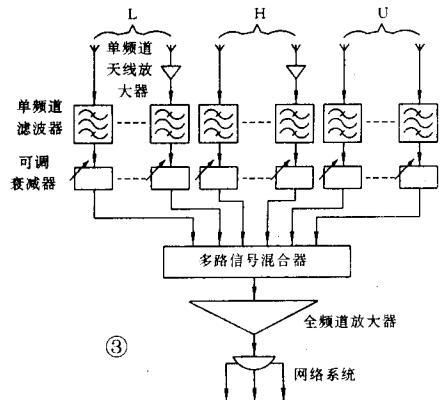 L H U
单频道
天线放
大器
单频道
滤波器
可调
衰减器
多路信号混合器
全频道放大器
③
网络系统